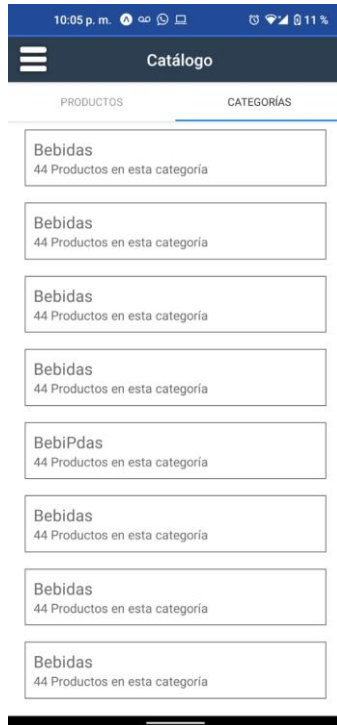 10:05 p. m. 11 %
Catálogo
PRODUCTOS CATEGORÍAS
Bebidas
44 Productos en esta categoría
Bebidas
44 Productos en esta categoría
Bebidas
44 Productos en esta categoría
Bebidas
44 Productos en esta categoría
BebiPdas
44 Productos en esta categoría
Bebidas
44 Productos en esta categoría
Bebidas
44 Productos en esta categoría
Bebidas
44 Productos en esta categoría